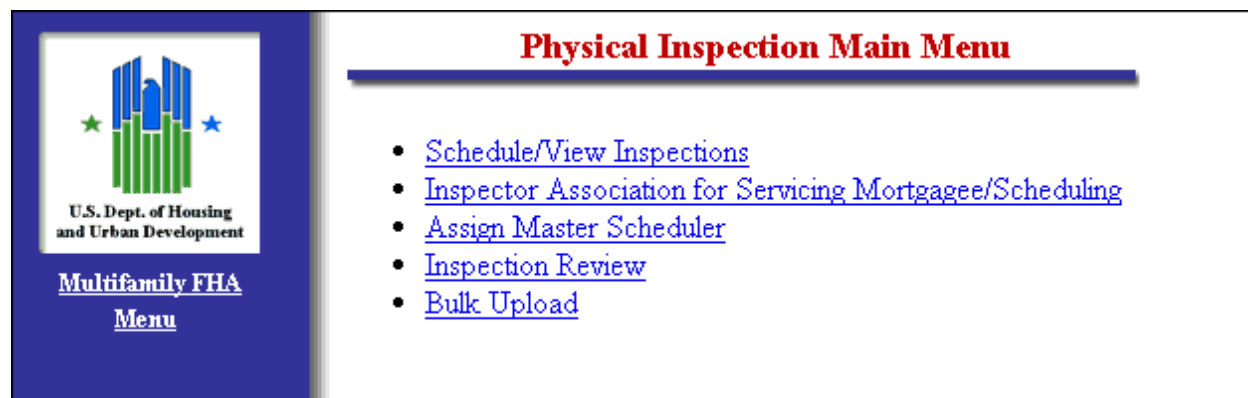 U.S. Dept. of Housing
and Urban Development
Multifamily FHA
Menu
Physical Inspection Main Menu
Schedule/View Inspections
Inspector Association for Servicing Mortgagee/Scheduling
Assign Master Scheduler
Inspection Review
Bulk Upload